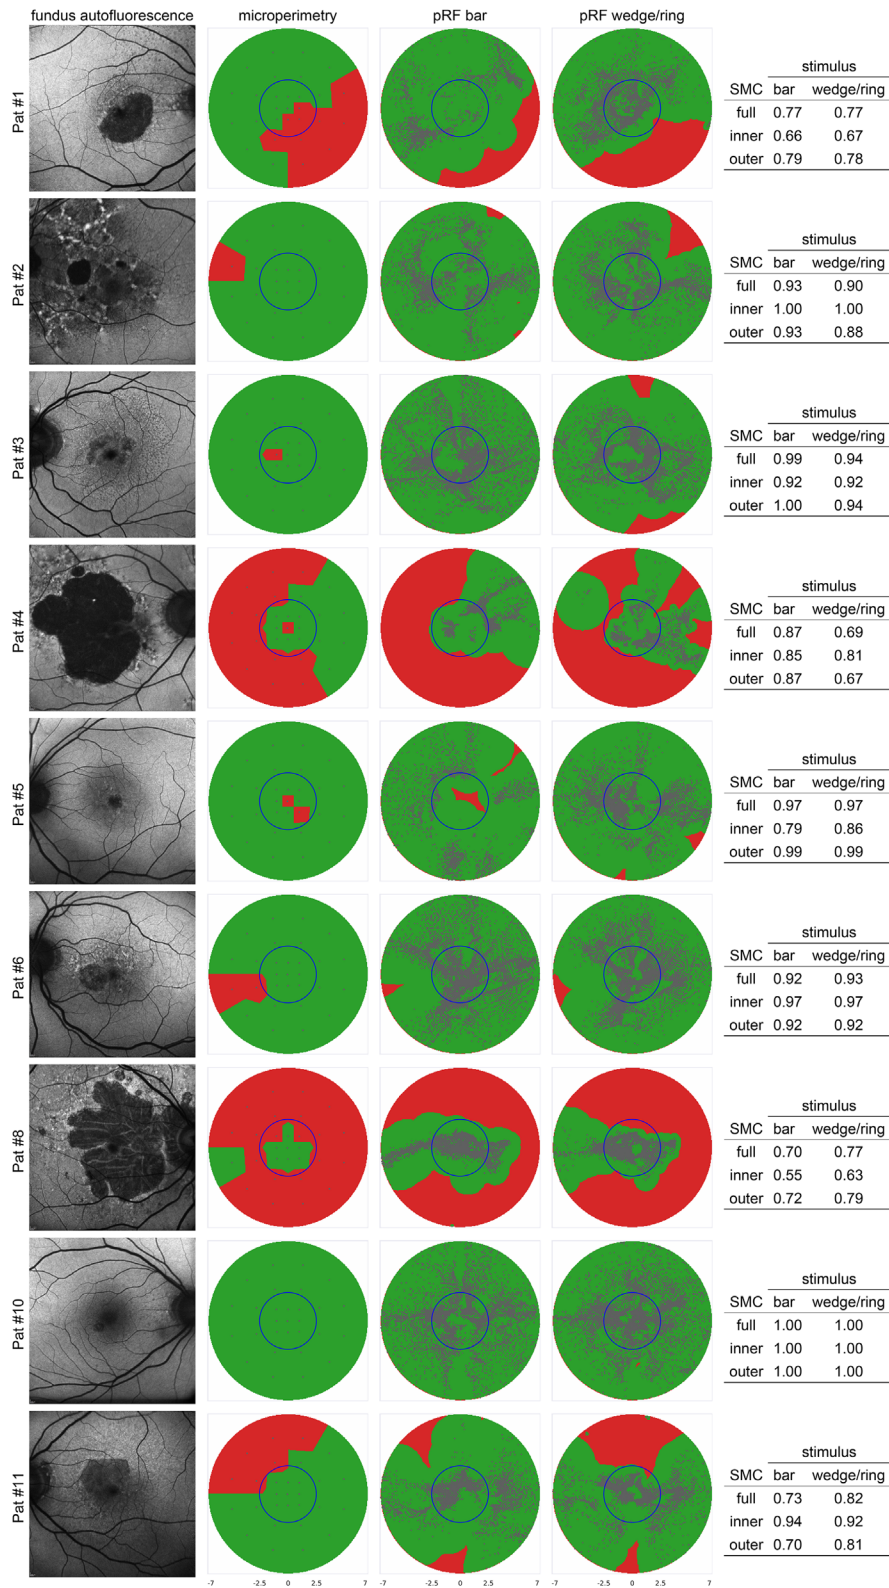 fundus autofluorescence microperimetry pRF bar pRF wedge/ring
Pat #1
stimulus
SMC bar wedge/ring
full 0.77 0.77
inner 0.66 0.67
outer 0.79 0.78
Pat #2
stimulus
SMC bar wedge/ring
full 0.93 0.90
inner 1.00 1.00
outer 0.93 0.88
Pat #3
stimulus
SMC bar wedge/ring
full 0.99 0.94
inner 0.92 0.92
outer 1.00 0.94
Pat #4
stimulus
SMC bar wedge/ring
full 0.87 0.69
inner 0.85 0.81
outer 0.87 0.67
Pat #5
stimulus
SMC bar wedge/ring
full 0.97 0.97
inner 0.79 0.86
outer 0.99 0.99
Pat #6
stimulus
SMC bar wedge/ring
full 0.92 0.93
inner 0.97 0.97
outer 0.92 0.92
Pat #8
stimulus
SMC bar wedge/ring
full 0.70 0.77
inner 0.55 0.63
outer 0.72 0.79
Pat #10
stimulus
SMC bar wedge/ring
full 1.00 1.00
inner 1.00 1.00
outer 1.00 1.00
Pat #11
stimulus
SMC bar wedge/ring
full 0.73 0.82
inner 0.94 0.92
outer 0.70 0.81
-7 0 2.5 7 -7 0 2.5 7 -7 0 2.5 7